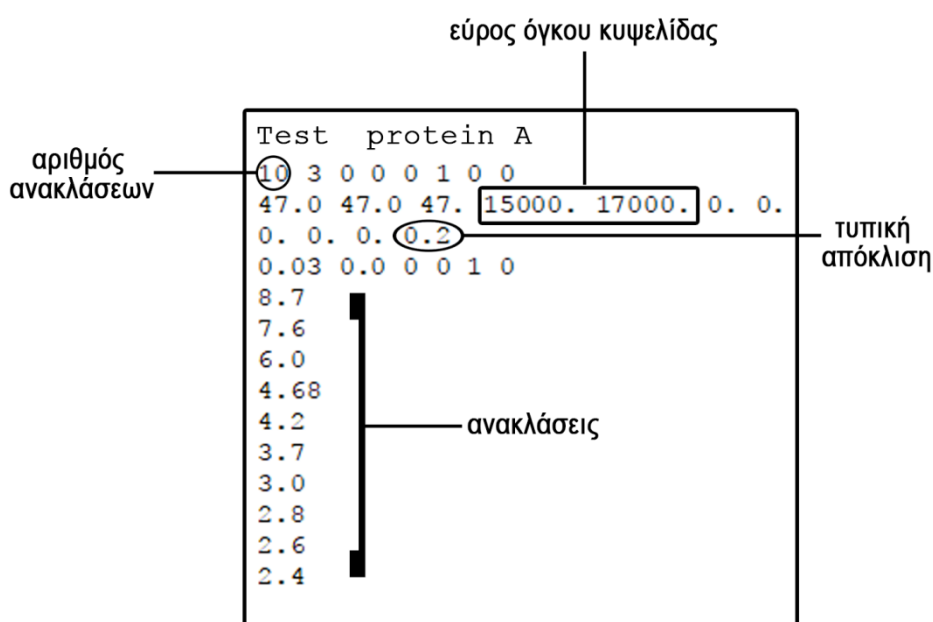 εύρος όγκου κυψελίδας
Test protein A
αριθμός
ανακλάσεων
10 3 0 0 0 1 0 0
47.0 47.0 47. 15000. 17000. 0. 0.
0. 0. 0. 0.2
τυπική
απόκλιση
0.03 0.0 0 0 1 0
8.7
7.6
6.0
4.68
4.2
ανακλάσεις
3.7
3.0
2.8
2.6
2.4